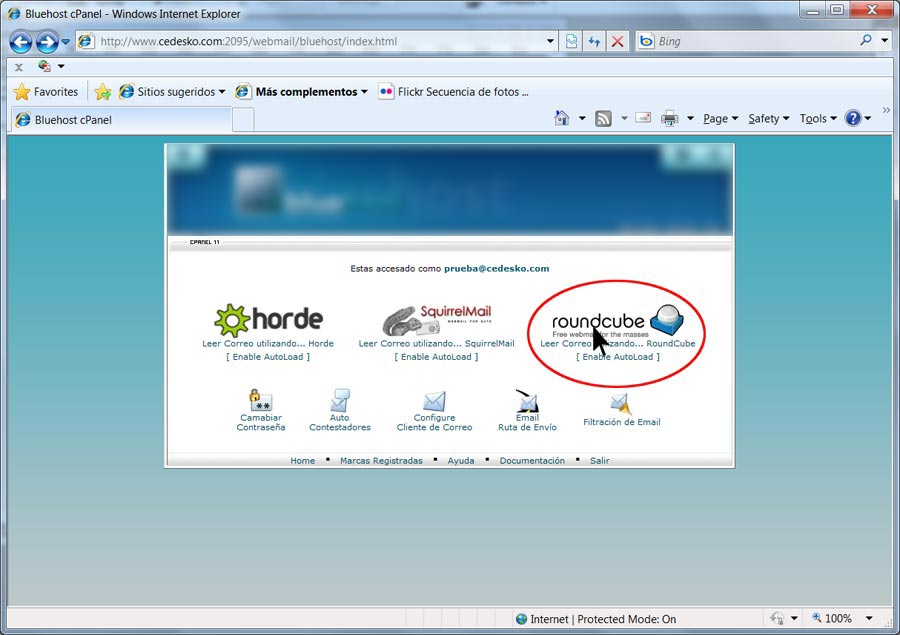 Bluehost cPanel - Windows Internet Explorer
http://www.cedesko.com:2095/webmail/bluehost/index.html
Bing
x
Favorites
Sitios sugeridos
Más complementos
Flickr Secuencia de fotos ...
Bluehost cPanel
Page
Safety
Tools
»
blue
host
CPANEL 11
Estas accesado como prueba@cedesko.com
horde
SquirrelMail
WEBMAIL FOR NUTS
roundcube
Free webmail for the masses
Leer Correo utilizando... Horde
Leer Correo utilizando... SquirrelMail
Leer Correo utilizando... RoundCube
[ Enable AutoLoad ]
[ Enable AutoLoad ]
[ Enable AutoLoad ]
Camabiar
Contraseña
Auto
Contestadores
Configure
Cliente de Correo
Email
Ruta de Envío
Filtración de Email
Home ▪ Marcas Registradas ▪ Ayuda ▪ Documentación ▪ Salir
Internet | Protected Mode: On
100%